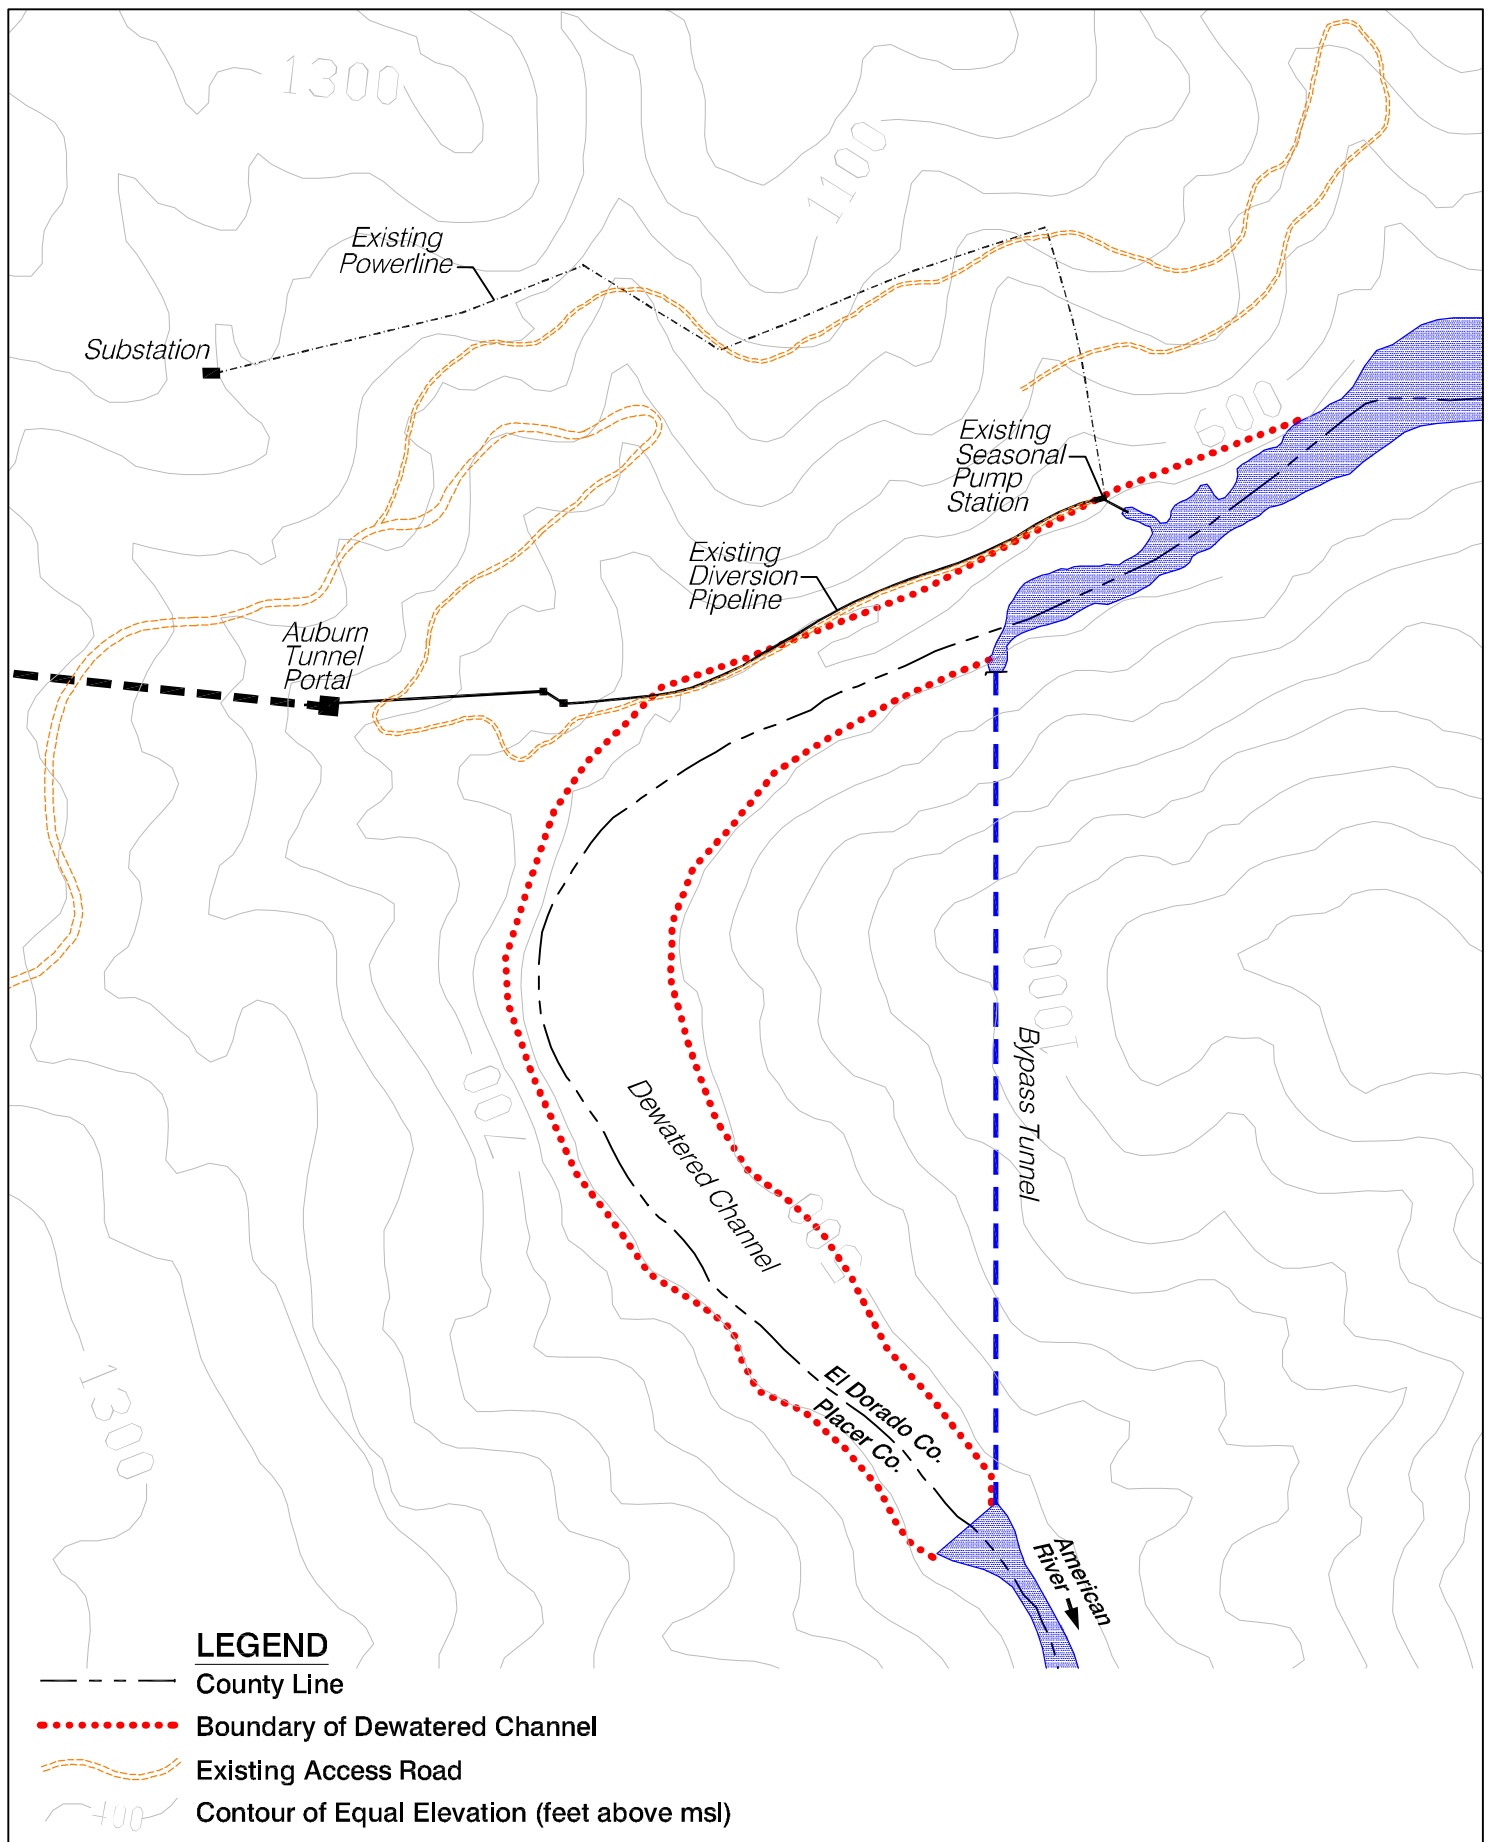 1300
1100
Existing
Powerline
Substation
600
Existing
Seasonal
Pump
Station
Existing
Diversion
Pipeline
Auburn
Tunnel
Portal
1000
Bypass Tunnel
700
Dewatered Channel
600
1300
El Dorado Co.
Placer Co.
American
River
LEGEND
County Line
Boundary of Dewatered Channel
Existing Access Road
400
Contour of Equal Elevation (feet above msl)